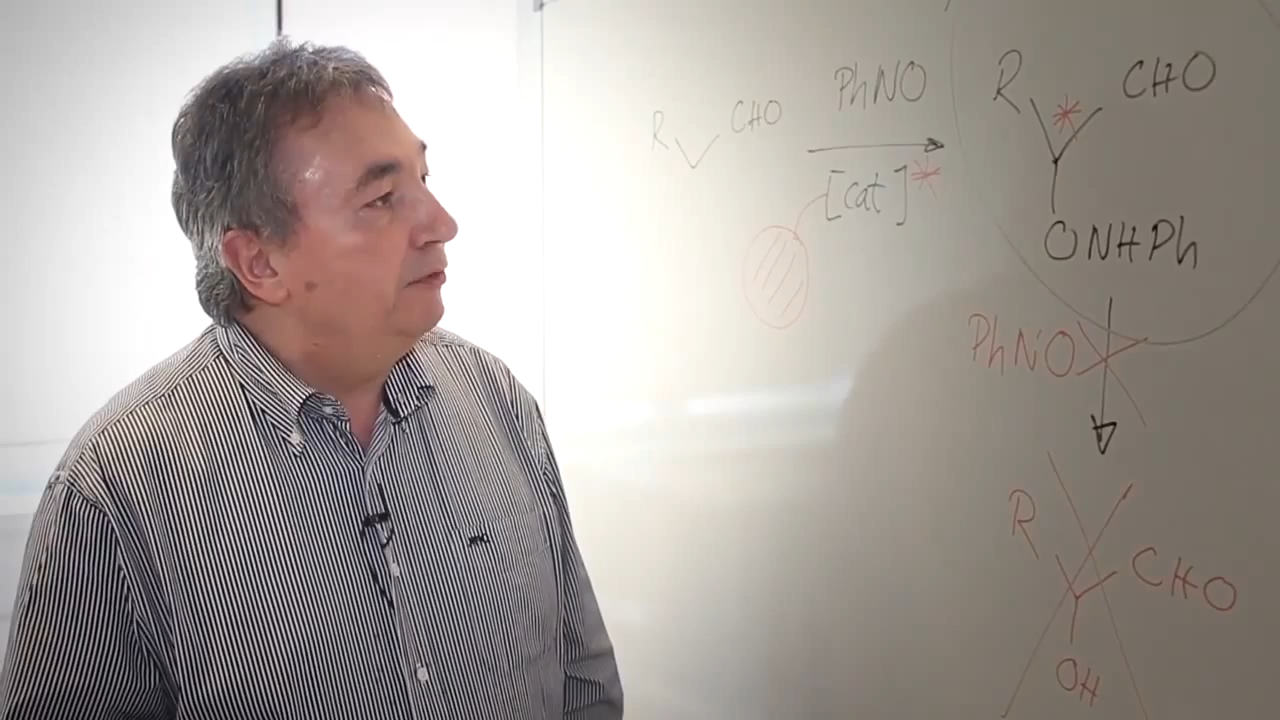 R CHO
PhNO
[cat]*
R * CHO
ONHPh
PhNO
R CHO
OH